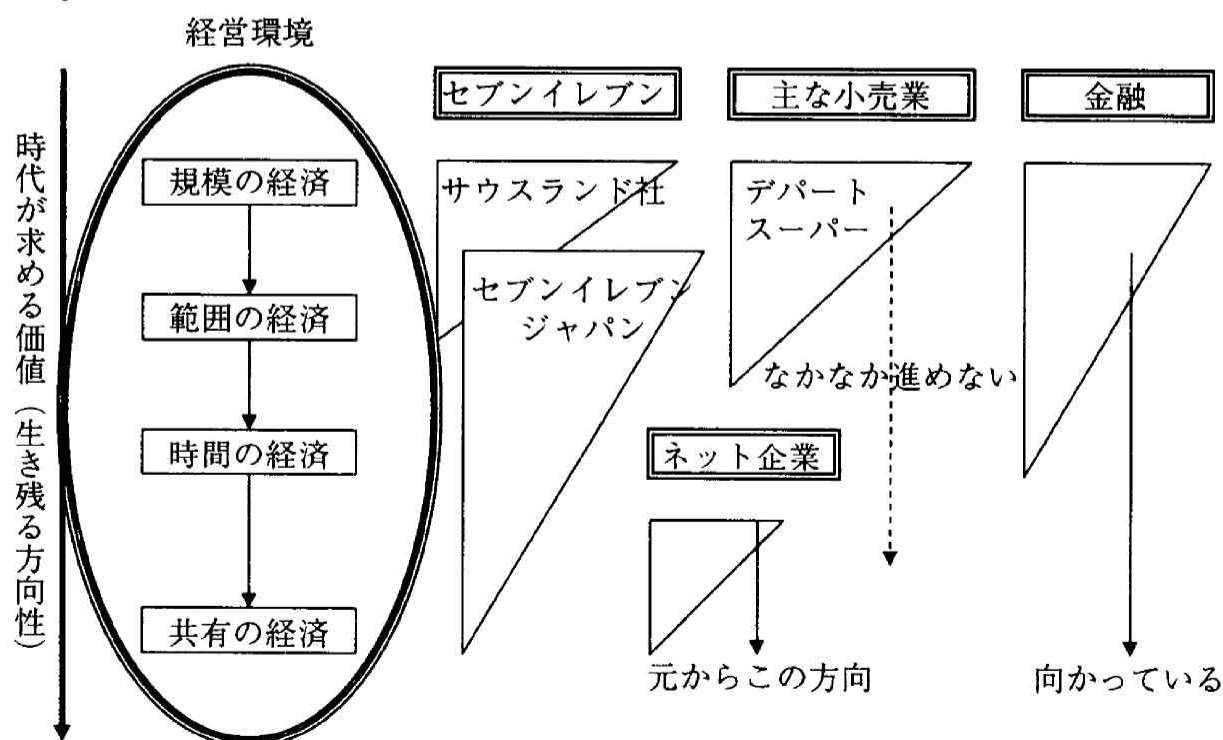 経営環境
時代が求める価値（生き残る方向性）
規模の経済
範囲の経済
時間の経済
共有の経済
セブンイレブン
サウスランド社
セブンイレブン
ジャパン
主な小売業
デパート
スーパー
なかなか進めない
ネット企業
元からこの方向
金融
向かっている